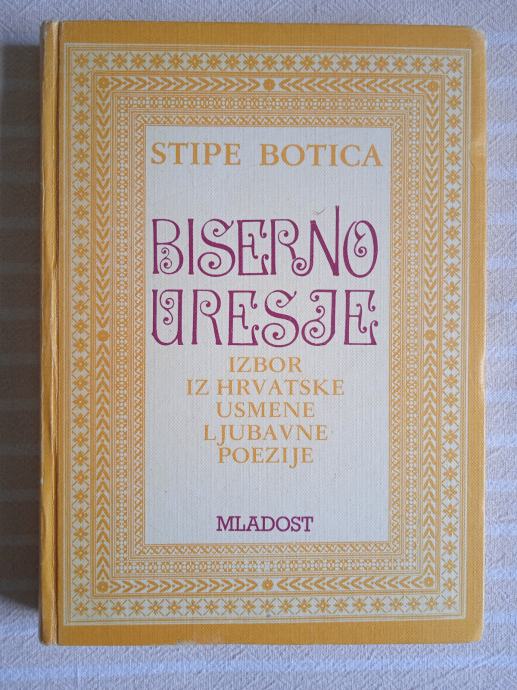 STIPE BOTICA
BISERNO
URESJE
IZBOR
IZ HRVATSKE
USMENE
LJUBAVNE
POEZIJE
MLADOST